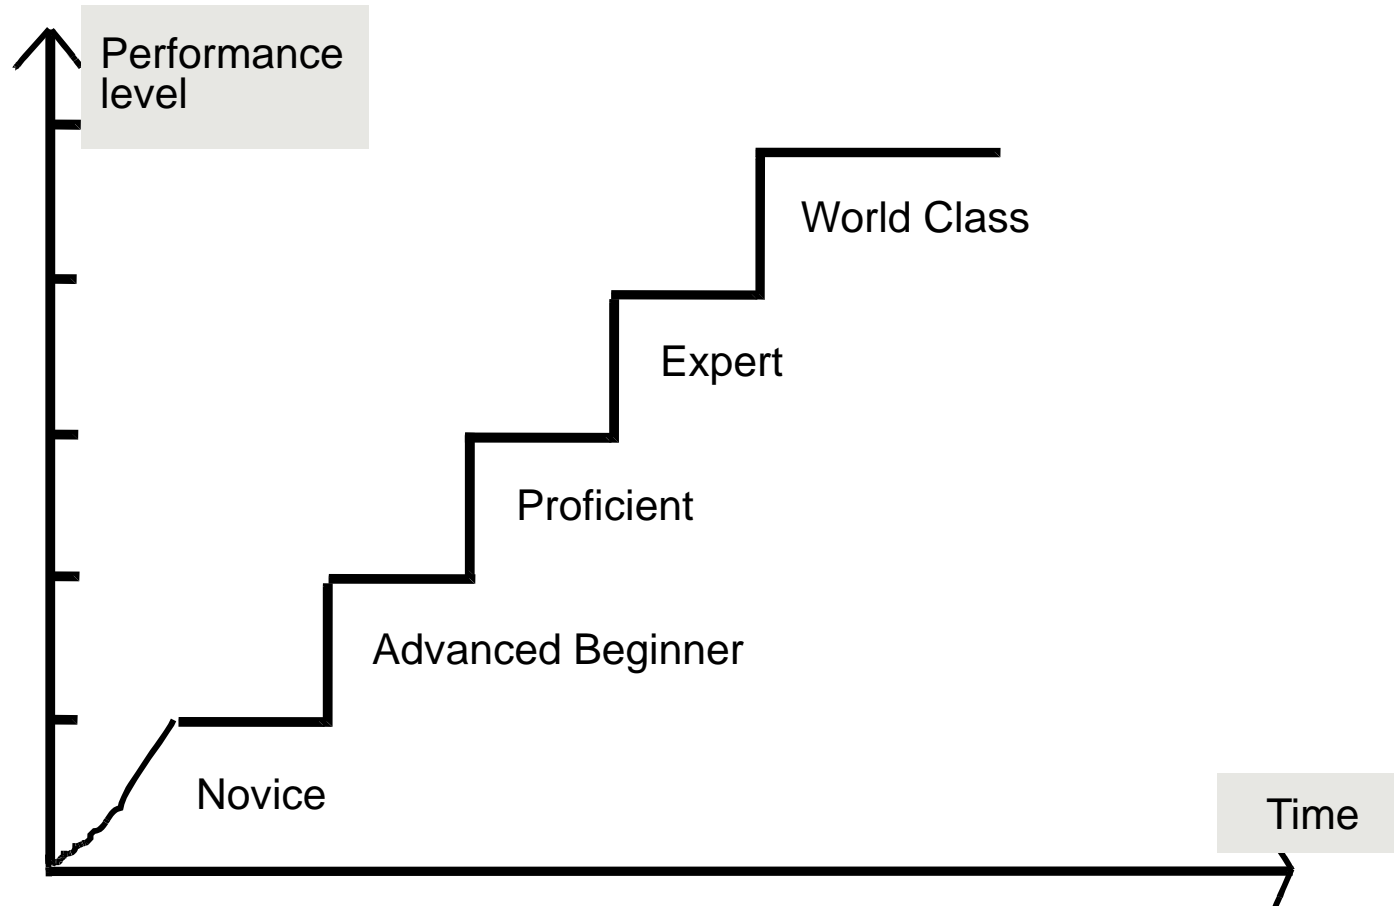 Performance
level
World Class
Expert
Proficient
Advanced Beginner
Novice
Time